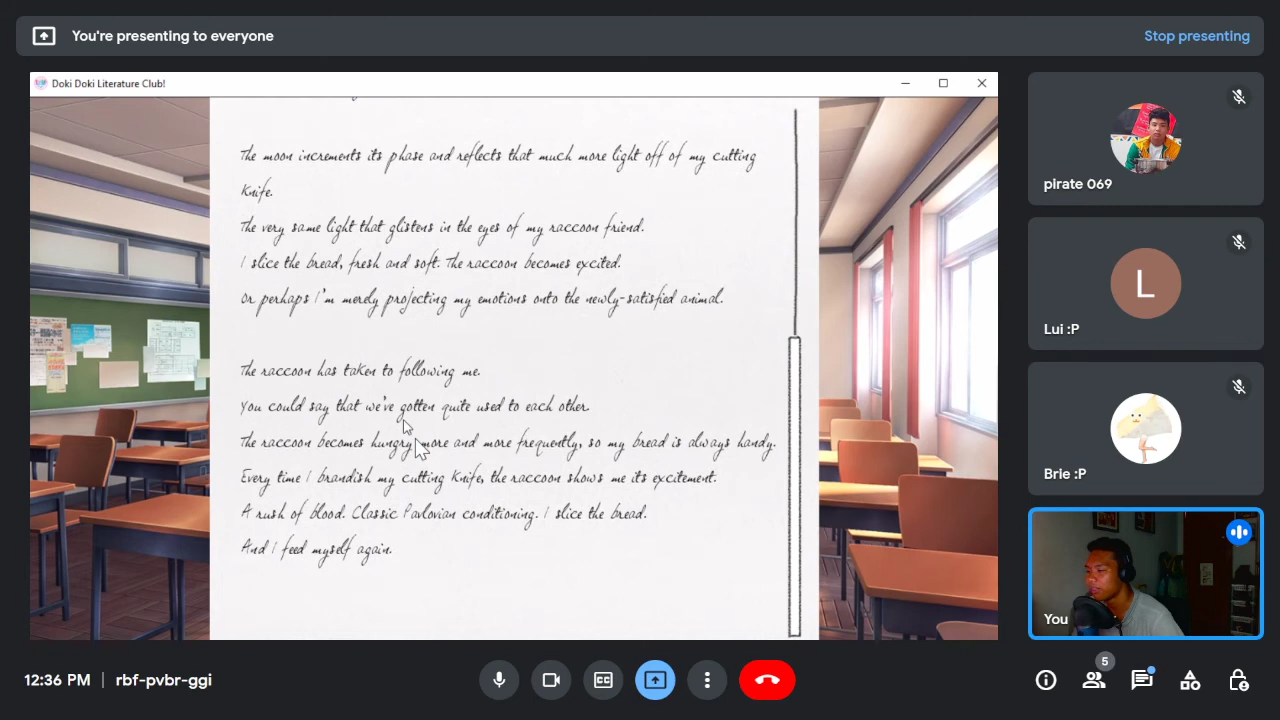 You're presenting to everyone
Stop presenting
Doki Doki Literature Club!
The moon increments its phase and reflects that much more light off of my cutting
knife.
The very same light that glistens in the eyes of my raccoon friend.
I slice the bread, fresh and soft. The raccoon becomes excited.
Or perhaps I'm merely projecting my emotions onto the newly-satisfied animal.
The raccoon has taken to following me.
You could say that we've gotten quite used to each other.
The raccoon becomes hungry more and more frequently, so my bread is always handy.
Every time I brandish my cutting knife, the raccoon shows me its excitement.
A rush of blood. Classic Pavlovian conditioning. I slice the bread.
And I feed myself again.
pirate 069
L
Lui :P
Brie :P
You
12:36 PM | rbf-pvbr-ggi
5